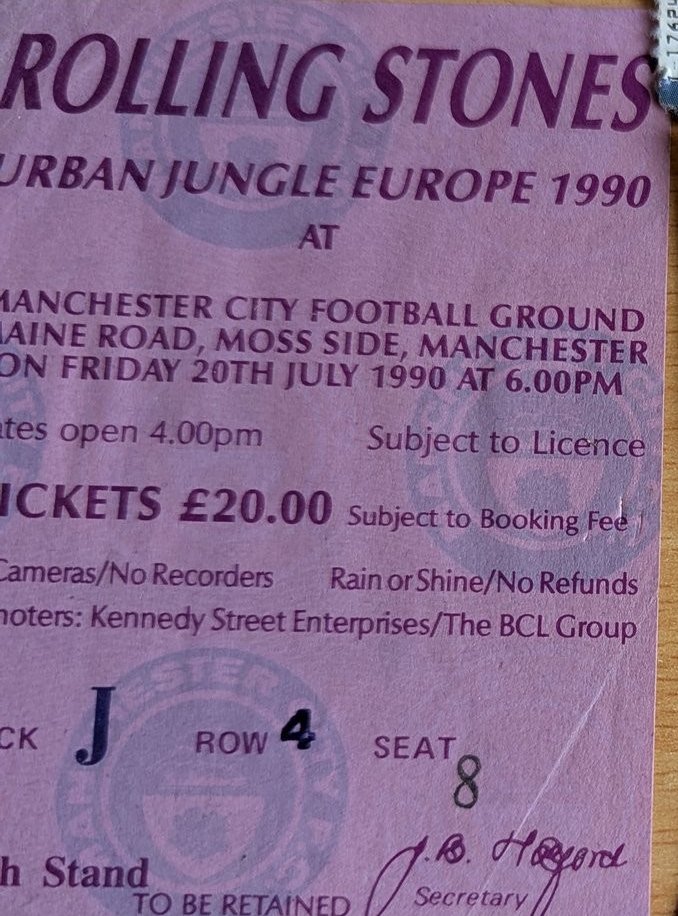 ROLLING STONES
URBAN JUNGLE EUROPE 1990
AT
MANCHESTER CITY FOOTBALL GROUND
AINE ROAD, MOSS SIDE, MANCHESTER
ON FRIDAY 20TH JULY 1990 AT 6.00PM
ates open 4.00pm Subject to Licence
ICKETS £20.00 Subject to Booking Fee
Cameras/No Recorders Rain or Shine/No Refunds
moters: Kennedy Street Enterprises/The BCL Group
CK J ROW 4 SEAT 8
h Stand
Secretary
TO BE RETAINED